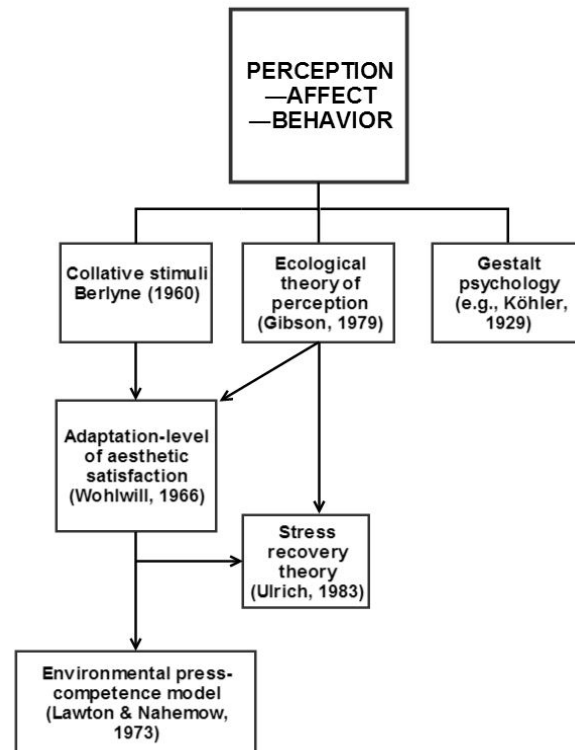 PERCEPTION
—AFFECT
—BEHAVIOR
Collative stimuli
Berlyne (1960)
Ecological
theory of
perception
(Gibson, 1979)
Gestalt
psychology
(e.g., Köhler,
1929)
Adaptation-level
of aesthetic
satisfaction
(Wohlwill, 1966)
Stress
recovery
theory
(Ulrich, 1983)
Environmental press-
competence model
(Lawton & Nahemow,
1973)